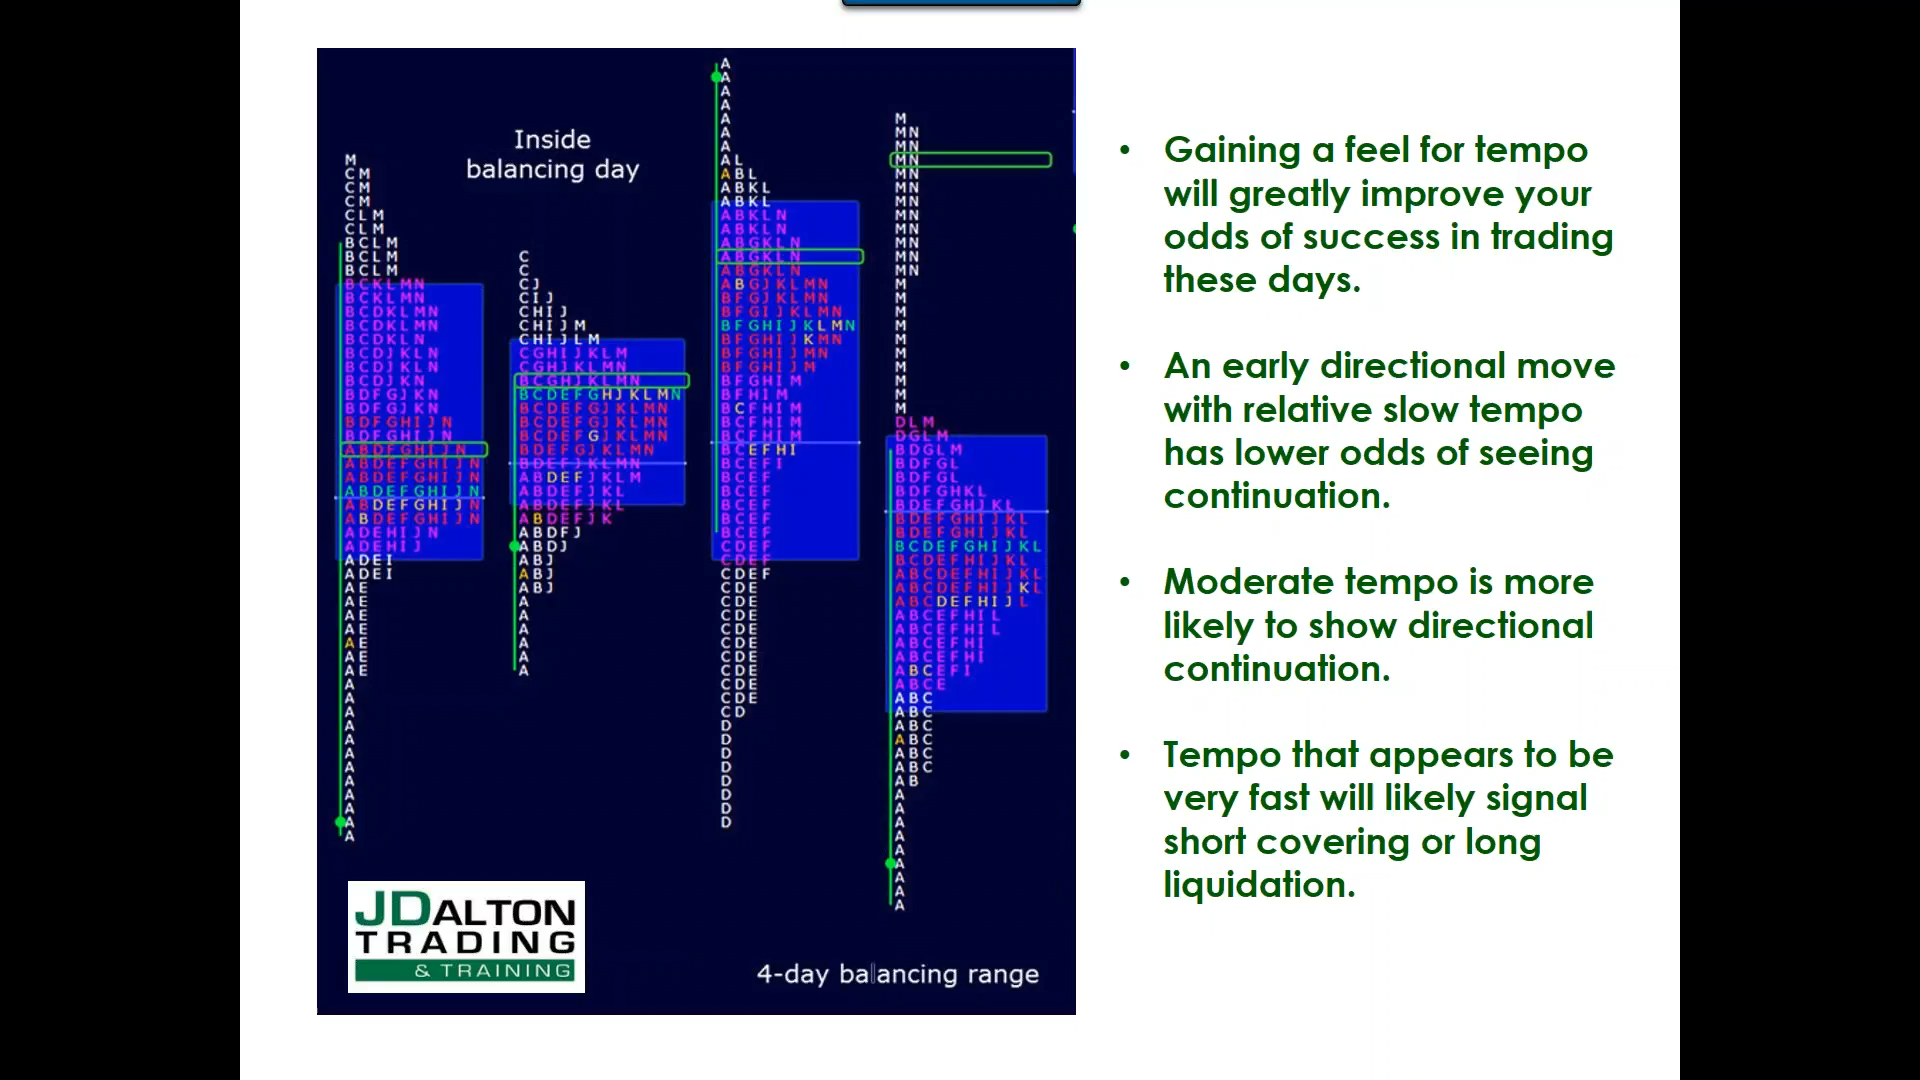 Inside
balancing day
M
C M
C M
C M
C L M
C L M
B C L M
B C L M
B C L M
B C K L M N
B C K L M N
B C D K L M N
B C D K L M N
B C D K L N
B C D J K L N
B C D J K L N
B C D J K N
B D F G J K N
B D F G J K N
B D F G H I J N
B D F G H I J N
A B D F G H I J N
A B D E F G H I J N
A B D E F G H I J N
A B D E F G H I J N
A B D E F G H I J N
A B D E F G H I J N
A D E H I J N
A D E H I J
A D E I
A D E I
A E
A E
A E
A E
A E
A E
A E
A
A
A
A
A
A
A
A
A
A
A
A
C
C
C J
C I J
C H I J
C H I J M
C H I J L M
C G H I J K L M
C G H J K L M N
B C G H J K L M N
B C D E F G H J K L M N
B C D E F G J K L M N
B C D E F G J K L M N
B C D E F G J K L M N
B D E F G J K L M N
B D E F J K L M N
A B D E F J K L M
A B D E F J K L
A B D E F J K L
A B D E F J K
A B D F J
A B D J
A B J
A B J
A B J
A
A
A
A
A
A
A
A
A
A
A
A
A
A L
A B L
A B K L
A B K L
A B K L N
A B K L N
A B G K L N
A B G K L N
A B G K L N
A B G J K L M N
B F G J K L M N
B F G I J K L M N
B F G H I J K L M N
B F G H I J K M N
B F G H I J M N
B F G H I J M
B F G H I M
B F H I M
B C F H I M
B C F H I M
B C F H I M
B C E F H I
B C E F I
B C E F
B C E F
B C E F
B C E F
B C E F
C D E F
C D E F
C D E F
C D E
C D E
C D E
C D E
C D E
C D E
C D E
C D E
C D E
C D
D
D
D
D
D
D
D
D
M
M N
M N
M N
M N
M N
M N
M N
M N
M N
M N
M N
M
M
M
M
M
M
M
M
M
M
D L M
D G L M
B D G L M
B D F G L
B D F G L
B D F G H K L
B D E F G H J K L
B D E F G H I J K L
B D E F G H I J K L
B C D E F G H I J K L
B C D E F H I J K L
A B C D E F H I J K L
A B C D E F H I J K L
A B C D E F H I J L
A B C E F H I L
A B C E F H I L
A B C E F H I
A B C E F H I
A B C E F I
A B C E
A B C
A B C
A B C
A B C
A B C
A B C
A B
A
A
A
A
A
A
A
A
A
JDALTON
TRADING
& TRAINING
4-day balancing range
• Gaining a feel for tempo
will greatly improve your
odds of success in trading
these days.
• An early directional move
with relative slow tempo
has lower odds of seeing
continuation.
• Moderate tempo is more
likely to show directional
continuation.
• Tempo that appears to be
very fast will likely signal
short covering or long
liquidation.